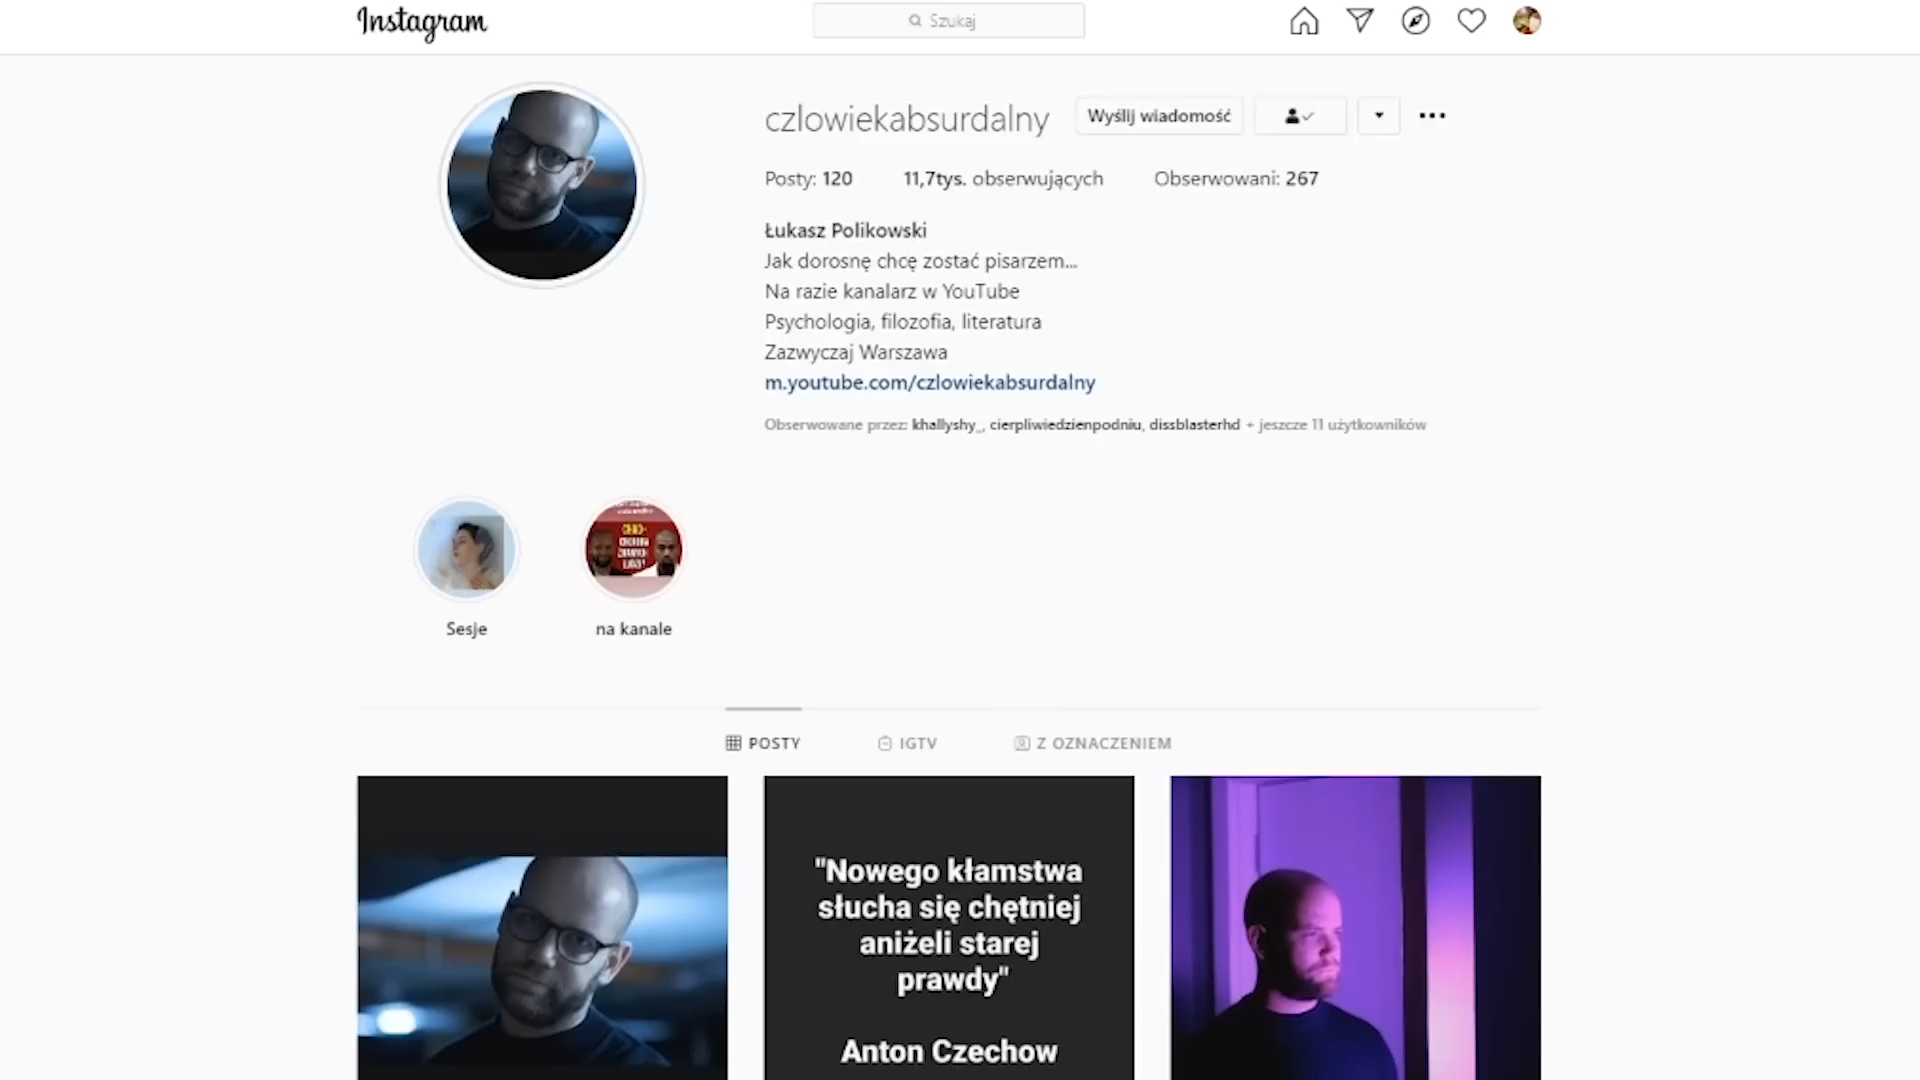 Instagram
Szukaj
czlowiekabsurdalny
Wyślij wiadomość
Posty: 120
11,7tys. obserwujących
Obserwowani: 267
Łukasz Polikowski
Jak dorosnę chcę zostać pisarzem...
Na razie kanalarz w YouTube
Psychologia, filozofia, literatura
Zazwyczaj Warszawa
m.youtube.com/czlowiekabsurdalny
Obserwowane przez: khallyshy_, cierpliwiedzienpodniu, dissblasterhd + jeszcze 11 użytkowników
Sesje
na kanale
POSTY
IGTV
Z OZNACZENIEM
"Nowego kłamstwa
słucha się chętniej
aniżeli starej
prawdy"
Anton Czechow